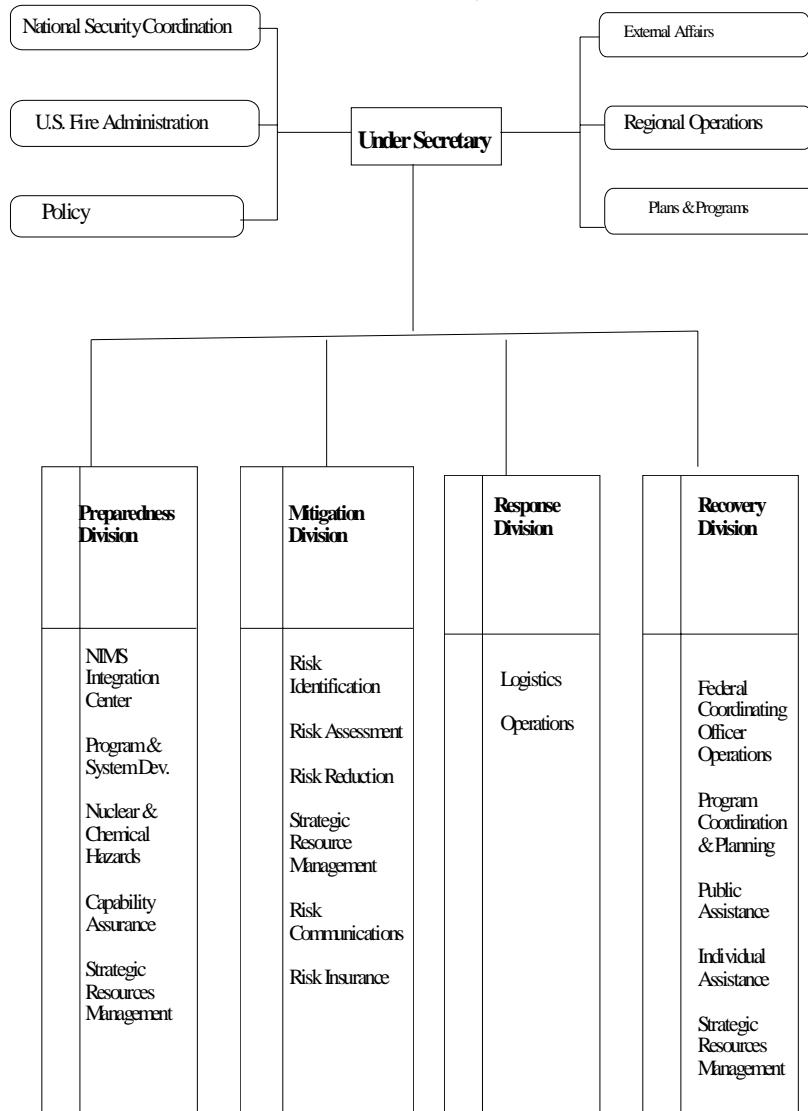 National Security Coordination
U.S. Fire Administration
Policy
Under Secretary
External Affairs
Regional Operations
Plans & Programs
Preparedness
Division
NIMS
Integration
Center
Program &
System Dev.
Nuclear &
Chemical
Hazards
Capability
Assurance
Strategic
Resources
Management
Mitigation
Division
Risk
Identification
Risk Assessment
Risk Reduction
Strategic
Resource
Management
Risk
Communications
Risk Insurance
Response
Division
Logistics
Operations
Recovery
Division
Federal
Coordinating
Officer
Operations
Program
Coordination
& Planning
Public
Assistance
Individual
Assistance
Strategic
Resources
Management